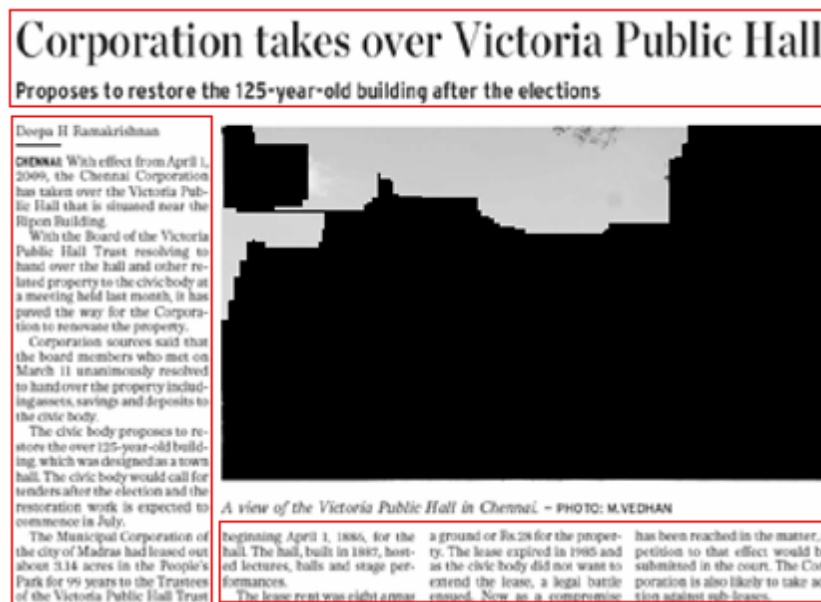 Corporation takes over Victoria Public Hall
Proposes to restore the 125-year-old building after the elections
Deepa H Ramakrishnan
CHENNAI: With effect from April 1,
2009, the Chennai Corporation
has taken over the Victoria Pub-
lic Hall that is situated near the
Ripon Building.
With the Board of the Victoria
Public Hall Trust resolving to
hand over the hall and other re-
lated property to the civic body at
a meeting held last month, it has
paved the way for the Corpora-
tion to renovate the property.
Corporation sources said that
the board members who met on
March 11 unanimously resolved
to hand over the property includ-
ing assets, savings and deposits to
the civic body.
The civic body proposes to re-
store the over 125-year-old build-
ing, which was designed as a town
hall. The civic body would call for
tenders after the election and the
restoration work is expected to
commence in July.
The Municipal Corporation of
the city of Madras had leased out
about 3.14 acres in the People's
Park for 99 years to the Trustees
of the Victoria Public Hall Trust
A view of the Victoria Public Hall in Chennai. – PHOTO: M.VEDHAN
beginning April 1, 1886, for the
hall. The hall, built in 1887, host-
ed lectures, balls and stage per-
formances.
The lease rent was eight annas
a ground or Rs.28 for the proper-
ty. The lease expired in 1985 and
as the civic body did not want to
extend the lease, a legal battle
ensued. Now as a compromise
has been reached in the matter,
petition to that effect would b
submitted in the court. The Co
poration is also likely to take ac
tion against sub-leases.